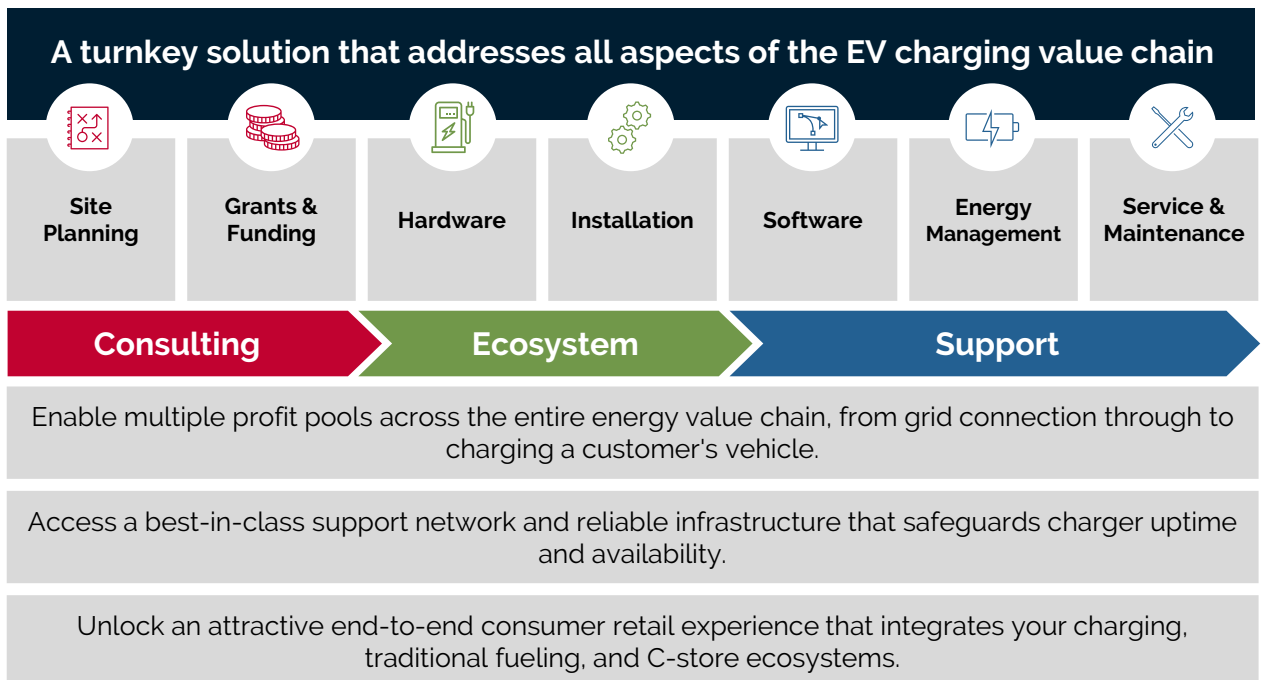 A turnkey solution that addresses all aspects of the EV charging value chain
Site
Planning
Grants &
Funding
Hardware
Installation
Software
Energy
Management
Service &
Maintenance
Consulting
Ecosystem
Support
Enable multiple profit pools across the entire energy value chain, from grid connection through to
charging a customer's vehicle.
Access a best-in-class support network and reliable infrastructure that safeguards charger uptime
and availability.
Unlock an attractive end-to-end consumer retail experience that integrates your charging,
traditional fueling, and C-store ecosystems.